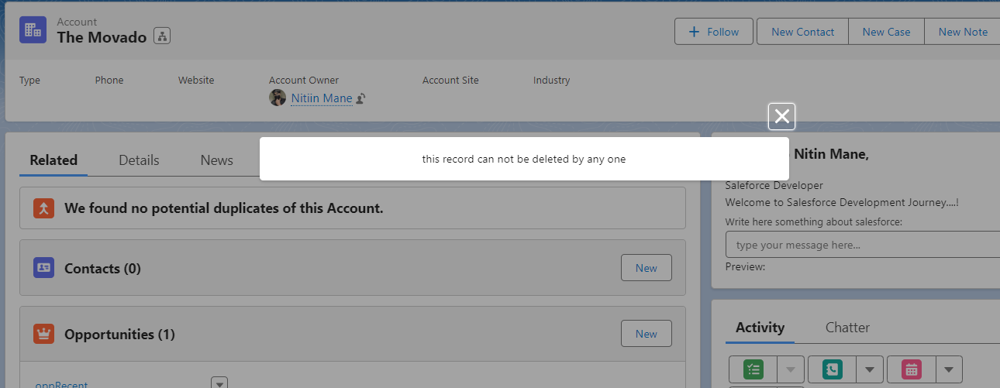 Account
The Movado
Follow
New Contact
New Case
New Note
Type
Phone
Website
Account Owner
Account Site
Industry
Nitiin Mane
Related
Details
News
this record can not be deleted by any one
Nitin Mane,
We found no potential duplicates of this Account.
Contacts (0)
New
Opportunities (1)
New
oppRecent
Saleforce Developer
Welcome to Salesforce Development Journey....!
Write here something about salesforce:
type your message here...
Preview:
Activity
Chatter